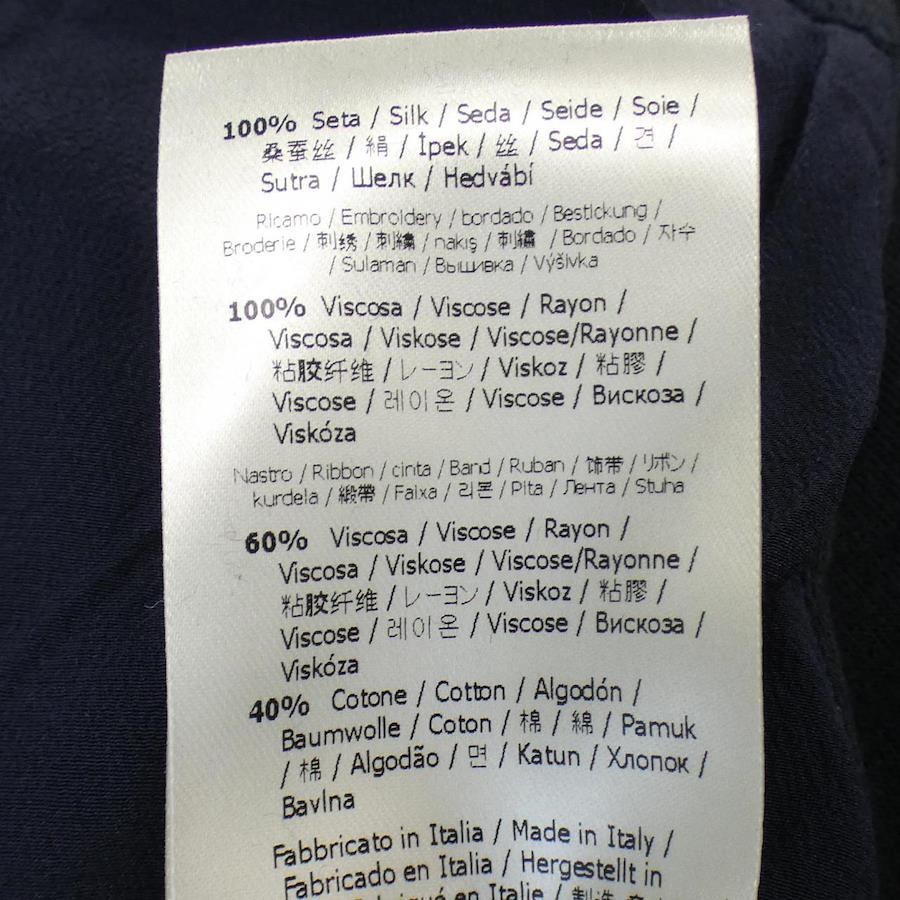 100% Seta / Silk / Seda / Seide / Soie /
桑蚕丝 / 絹 / İpek / 丝 / Seda / 견 /
Sutra / Шелк / Hedvábí
Ricamo / Embroidery / bordado / Bestickung /
Broderie / 刺绣 / 刺繍 / nakış / 刺繡 / Bordado / 자수
/ Sulaman / Вышивка / Výšivka
100% Viscosa / Viscose / Rayon /
Viscosa / Viskose / Viscose/Rayonne /
粘胶纤维 / レーヨン / Viskoz / 粘膠 /
Viscose / 레이온 / Viscose / Вискоза /
Viskóza
Nastro / Ribbon / cinta / Band / Ruban / 饰带 / リボン /
kurdela / 緞帶 / Faixa / 리본 / Pita / Лента / Stuha
60% Viscosa / Viscose / Rayon /
Viscosa / Viskose / Viscose/Rayonne /
粘胶纤维 / レーヨン / Viskoz / 粘膠 /
Viscose / 레이온 / Viscose / Вискоза /
Viskóza
40% Cotone / Cotton / Algodón /
Baumwolle / Coton / 棉 / 綿 / Pamuk
/ 棉 / Algodão / 면 / Katun / Хлопок /
Bavlna
Fabbricato in Italia / Made in Italy /
Fabricado en Italia / Hergestellt in
en Italie /